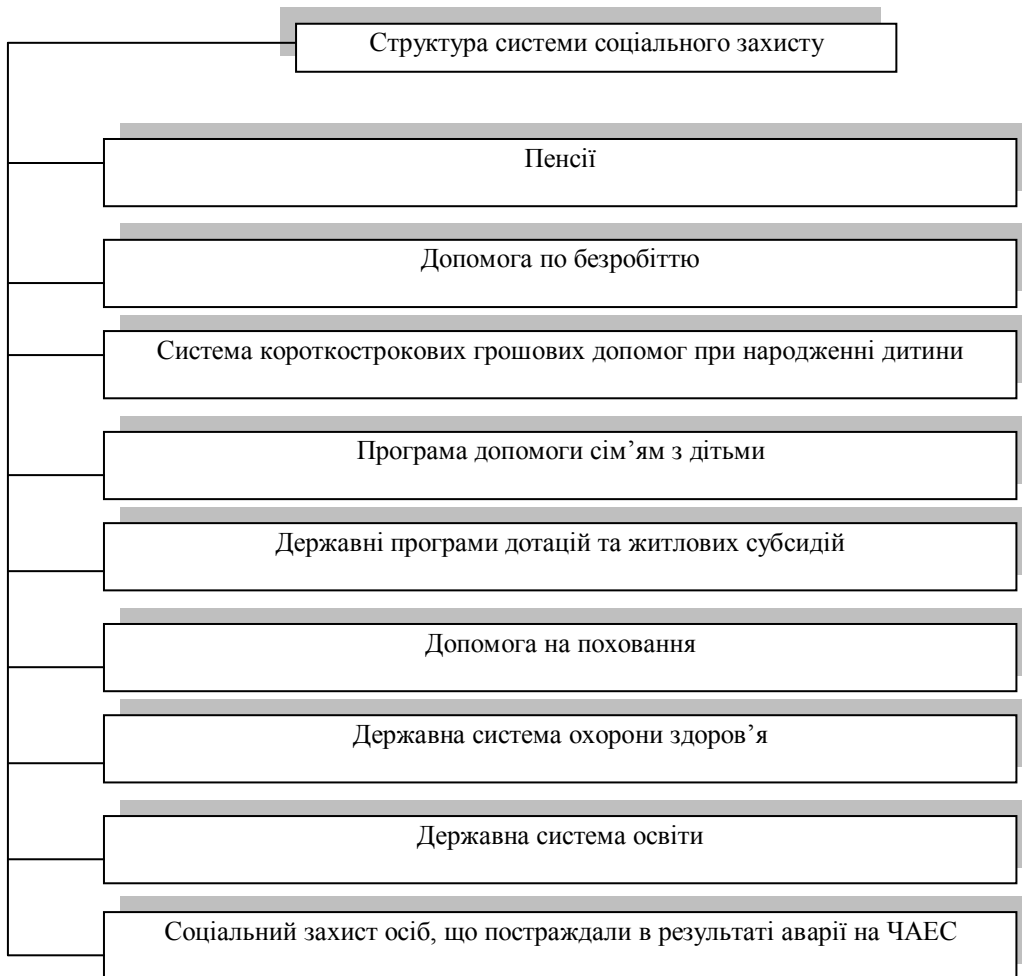 Структура системи соціального захисту
Пенсії
Допомога по безробіттю
Система короткострокових грошових допомог при народженні дитини
Програма допомоги сім’ям з дітьми
Державні програми дотацій та житлових субсидій
Допомога на поховання
Державна система охорони здоров’я
Державна система освіти
Соціальний захист осіб, що постраждали в результаті аварії на ЧАЕС